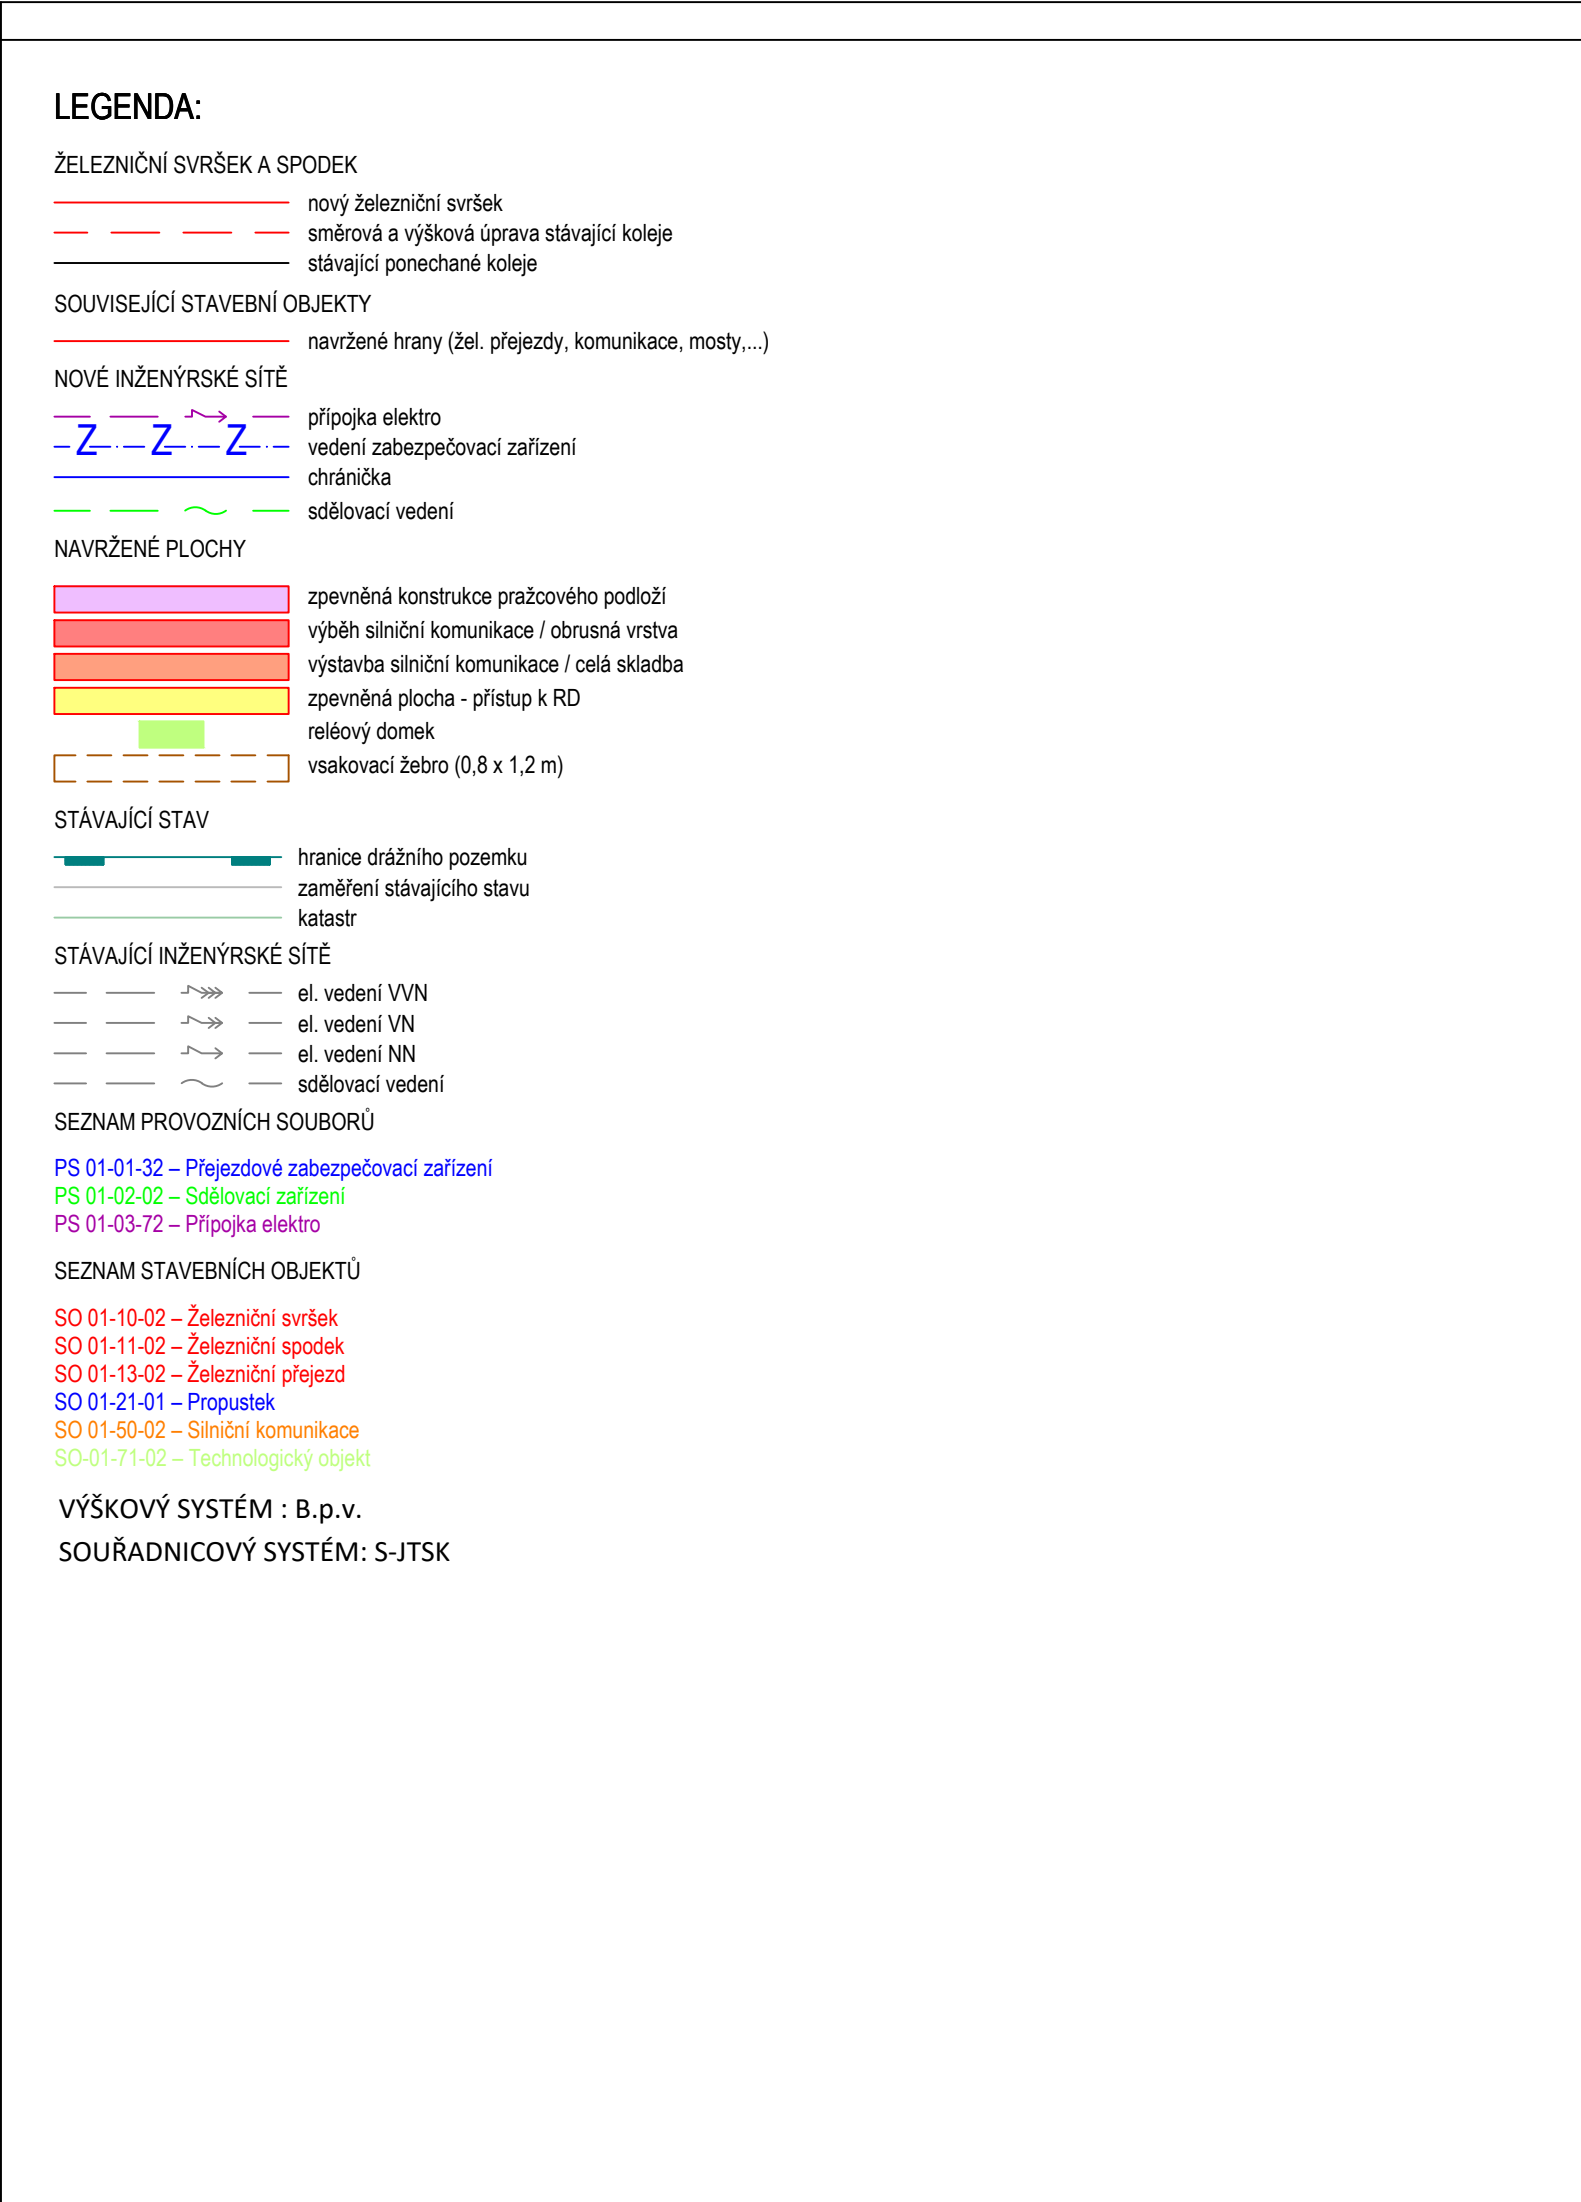 LEGENDA:
ŽELEZNIČNÍ SVRŠEK A SPODEK
nový železniční svršek
směrová a výšková úprava stávající koleje
stávající ponechané koleje
SOUVISEJÍCÍ STAVEBNÍ OBJEKTY
navržené hrany (žel. přejezdy, komunikace, mosty,...)
NOVÉ INŽENÝRSKÉ SÍTĚ
přípojka elektro
Z Z Z vedení zabezpečovací zařízení
chránička
sdělovací vedení
NAVRŽENÉ PLOCHY
zpevněná konstrukce pražcového podloží
výběh silniční komunikace / obrusná vrstva
výstavba silniční komunikace / celá skladba
zpevněná plocha - přístup k RD
reléový domek
vsakovací žebro (0,8 x 1,2 m)
STÁVAJÍCÍ STAV
hranice drážního pozemku
zaměření stávajícího stavu
katastr
STÁVAJÍCÍ INŽENÝRSKÉ SÍTĚ
el. vedení VVN
el. vedení VN
el. vedení NN
sdělovací vedení
SEZNAM PROVOZNÍCH SOUBORŮ
PS 01-01-32 – Přejezdové zabezpečovací zařízení
PS 01-02-02 – Sdělovací zařízení
PS 01-03-72 – Přípojka elektro
SEZNAM STAVEBNÍCH OBJEKTŮ
SO 01-10-02 – Železniční svršek
SO 01-11-02 – Železniční spodek
SO 01-13-02 – Železniční přejezd
SO 01-21-01 – Propustek
SO 01-50-02 – Silniční komunikace
SO-01-71-02 – Technologický objekt
VÝŠKOVÝ SYSTÉM : B.p.v.
SOUŘADNICOVÝ SYSTÉM: S-JTSK